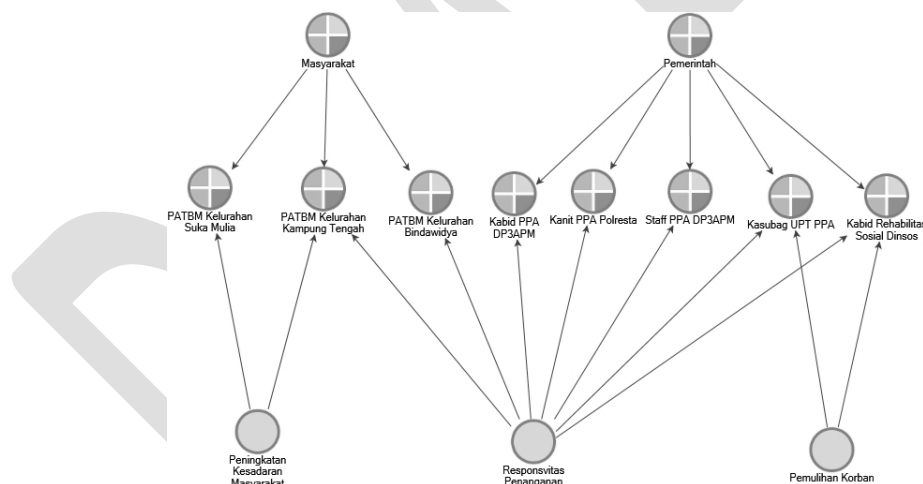 Masyarakat
Pemerintah
PATBM Kelurahan
Suka Mulia
PATBM Kelurahan
Kampung Tengah
PATBM Kelurahan
Bindawidya
Kabid PPA
DP3APM
Kanit PPA Polresta
Staff PPA DP3APM
Kasubag UPT PPA
Kabid Rehabilitas
Sosial Dinsos
Peningkatan
Kesadaran
Masyarakat
Responsvitas
Penanganan
Pemulihan Korban